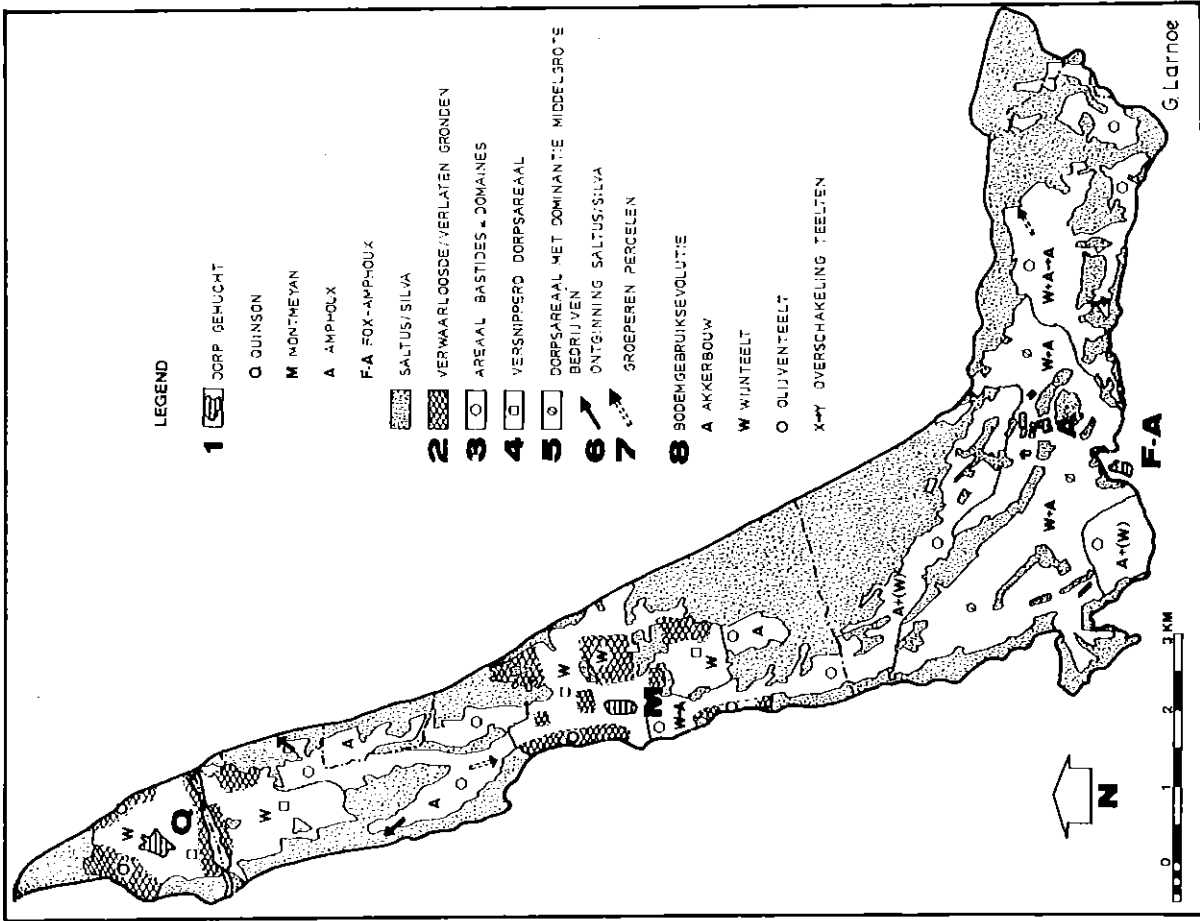 LEGEND
1 DORP GEHUCHT
Q QUINSON
M MONTMEYAN
A AMPHOUX
F-A FOX-AMPHOUX
SALTUS/SILVA
2 VERWAARLOOSDE/VERLATEN GRONDEN
3 AREAAL BASTIDES = DOMAINES
4 VERSNIPPERD DORPSAREAAL
5 DORPSAREAAL MET DOMINANTIE MIDDELGROTE
BEDRIJVEN
6 ONTGINNING SALTUS/SILVA
7 GROEPEREN PERCELEN
8 BODEMGEBRUIKSEVOLUTIE
A AKKERBOUW
W WIJNTEELT
O OLIJVENTEELT
X→Y OVERSCHAKELING TEELTEN
W
Q
W
A
A
W
W
M
W
W-A
A
A+(W)
W+A
A+(W)
W+A
W+A→A
A
F-A
N
0 1 2 3 KM
G. Larnoe